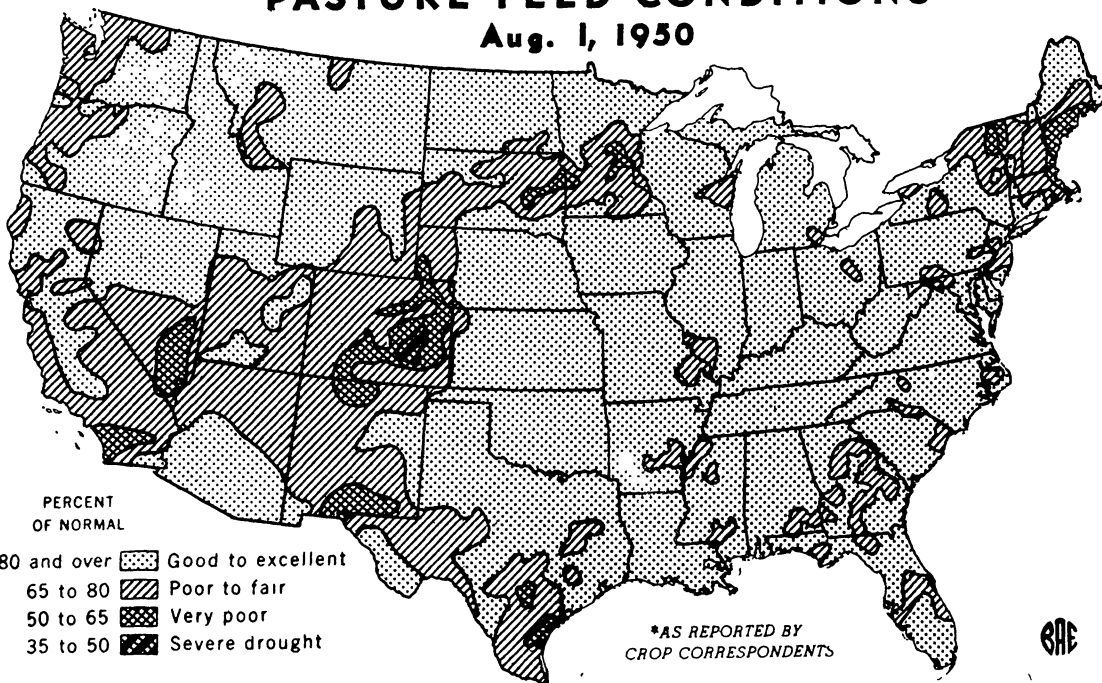 PASTURE FEED CONDITIONS
Aug. 1, 1950
PERCENT
OF NORMAL
80 and over Good to excellent
65 to 80 Poor to fair
50 to 65 Very poor
35 to 50 Severe drought
*AS REPORTED BY
CROP CORRESPONDENTS
BAE